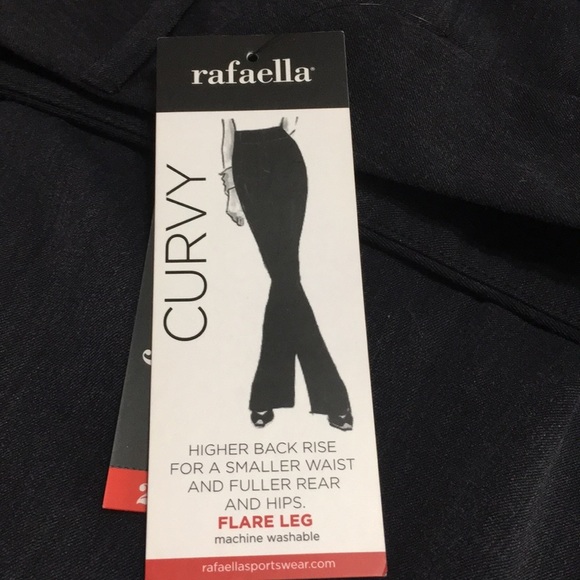 rafaella®
CURVY
HIGHER BACK RISE
FOR A SMALLER WAIST
AND FULLER REAR
AND HIPS.
FLARE LEG
machine washable
rafaellasportswear.com